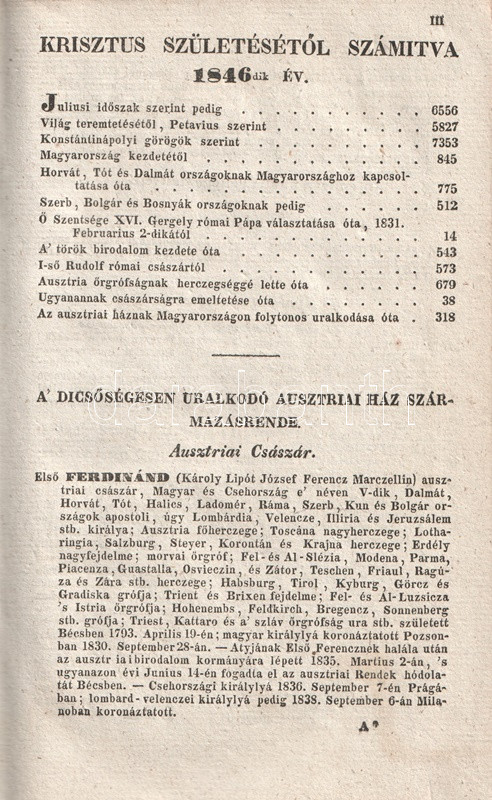 III
KRISZTUS SZÜLETÉSÉTŐL SZÁMITVA
1846dik ÉV.
Juliusi időszak szerint pedig . . . . . . . . . . . 6556
Világ teremtetésétől, Petavius szerint . . . . . . . . 5827
Konstántinápolyi görögök szerint . . . . . . . . . 7353
Magyarország kezdetétől . . . . . . . . . . . . 845
Horvát, Tót és Dalmát országoknak Magyarországhoz kapcsol-
tatása óta . . . . . . . . . . . . . . . 775
Szerb, Bolgár és Bosnyák országoknak pedig . . . . . . 512
Ő Szentsége XVI. Gergely római Pápa választatása óta, 1831.
Februarius 2-dikától . . . . . . . . . . . . 14
A' török birodalom kezdete óta . . . . . . . . . . 543
I-ső Rudolf római császártól . . . . . . . . . . . 573
Ausztria őrgrófságnak herczegséggé lette óta . . . . . . 679
Ugyanannak császárságra emeltetése óta . . . . . . . 38
Az ausztriai háznak Magyarországon folytonos uralkodása óta . 318
A' DICSŐSÉGESEN URALKODÓ AUSZTRIAI HÁZ SZÁR-
MAZÁSRENDE.
Ausztriai Császár.
Első FERDINÁND (Károly Lipót József Ferencz Marczellin) ausz-
triai császár, Magyar és Csehország e' néven V-dik, Dalmát,
Horvát, Tót, Halics, Ladomér, Ráma, Szerb, Kun és Bolgár or-
szágok apostoli, úgy Lombárdia, Velencze, Illiria és Jeruzsálem
stb. királya; Ausztria főherczege; Toscána nagyherczege; Lotha-
ringia, Salzburg, Steyer, Korontán és Krajna herczege; Erdély
nagyfejdelme; morvai őrgróf; Fel- és Al-Slézia, Modena, Parma,
Piacenza, Guastalla, Osvieczin, és Zátor, Teschen, Friaul, Ragú-
za és Zára stb. herczege; Habsburg, Tirol, Kyburg, Görcz és
Gradiska grófja; Trient és Brixen fejdelme; Fel- és Al-Luzsicza
's Istria őrgrófja; Hohenembs, Feldkirch, Bregencz, Sonnenberg
stb. grófja; Triest, Kattaro és a' szláv őrgrófság ura stb. született
Bécsben 1793. Aprilis 19-én; magyar királylyá koronáztatott Pozson-
ban 1830. September 28-án. — Atyjának Első Ferencznek halála után
az ausztr iai birodalom kormányára lépett 1835. Martius 2-án, 's
ugyanazon évi Junius 14-én fogadta el az ausztriai Rendek hódola-
tát Bécsben. — Csehországi királylyá 1836. September 7-én Prágá-
ban; lombard-velenczei királylyá pedig 1838. September 6-án Mila-
noban koronáztatott.
A*